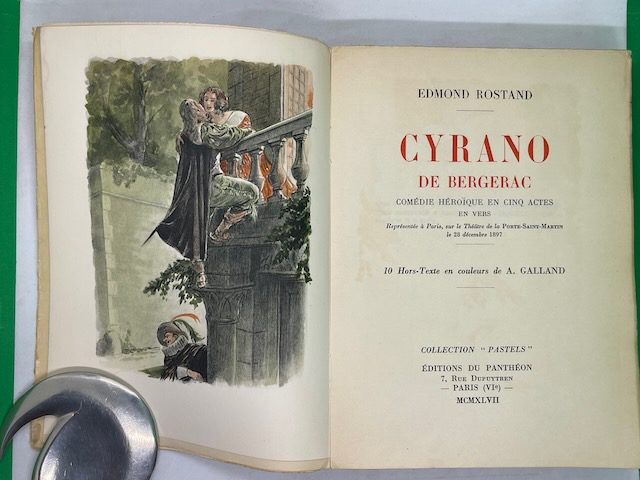 EDMOND ROSTAND
CYRANO
DE BERGERAC
COMÉDIE HÉROÏQUE EN CINQ ACTES
EN VERS
Représentée à Paris, sur le Théâtre de la PORTE-SAINT-MARTIN
le 28 décembre 1897
10 Hors-Texte en couleurs de A. GALLAND
COLLECTION "PASTELS"
ÉDITIONS DU PANTHÉON
7, RUE DUPUYTREN
— PARIS (VIe) —
MCMXLVII